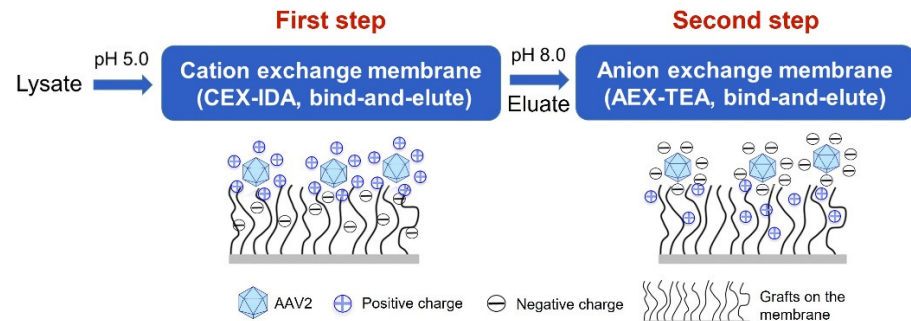 First step
Second step
Lysate
pH 5.0
Cation exchange membrane
(CEX-IDA, bind-and-elute)
pH 8.0
Eluate
Anion exchange membrane
(AEX-TEA, bind-and-elute)
AAV2
Positive charge
Negative charge
Grafts on the
membrane